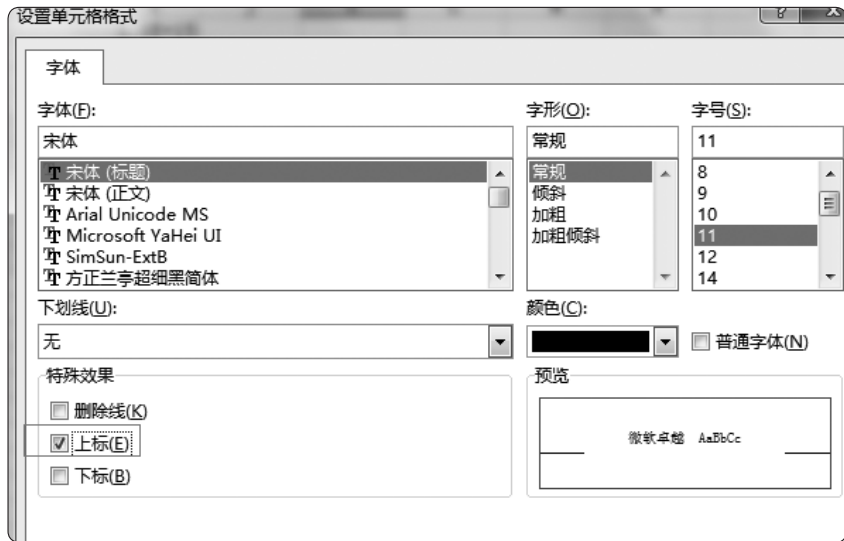 设置单元格格式
字体
字体(F): 字形(O): 字号(S):
宋体 常规 11
宋体 (标题) 常规 8
宋体 (正文) 倾斜 9
Arial Unicode MS 加粗 10
Microsoft YaHei UI 加粗倾斜 11
SimSun-ExtB 12
方正兰亭超细黑简体 14
下划线(U): 颜色(C):
无 普通字体(N)
特殊效果 预览
删除线(K)
上标(E) 微软卓越 AaBbCc
下标(B)